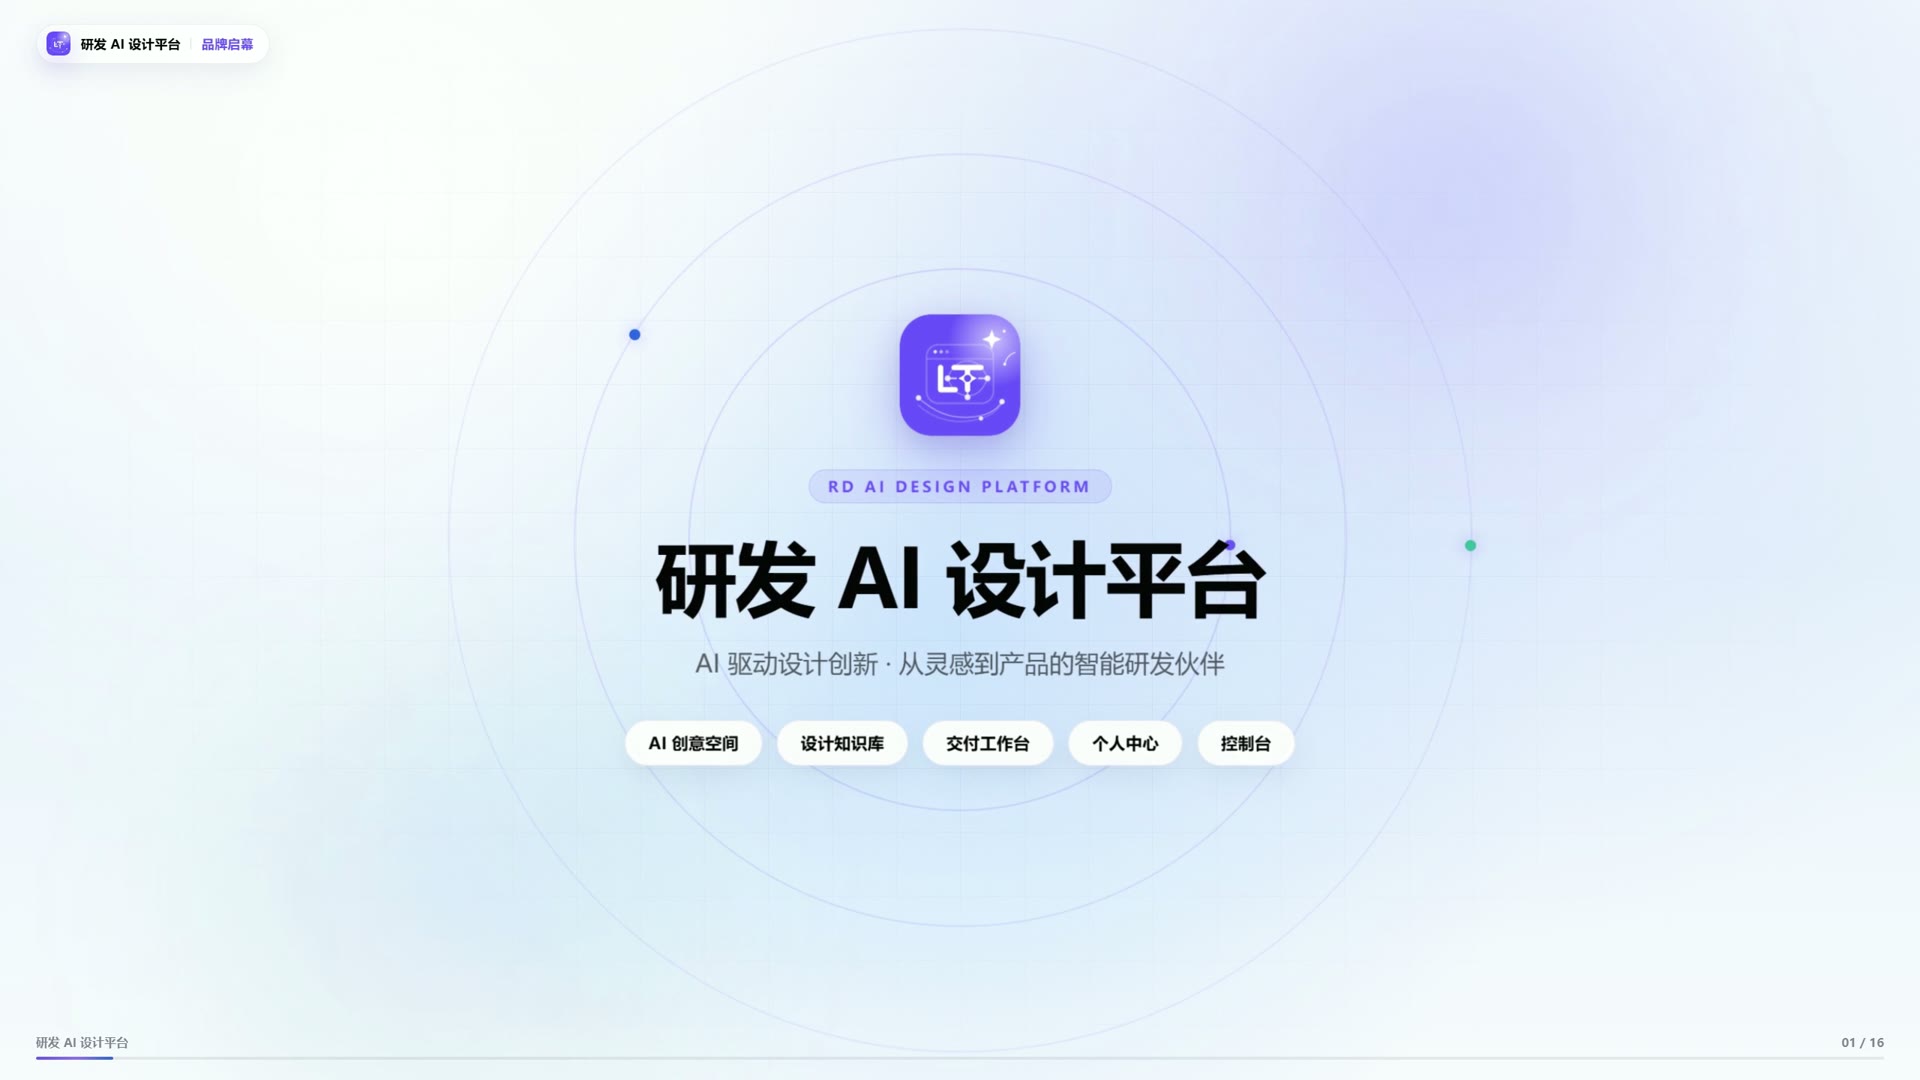 研发 AI 设计平台 品牌启幕
LT
RD AI DESIGN PLATFORM
研发 AI 设计平台
AI 驱动设计创新 · 从灵感到产品的智能研发伙伴
AI 创意空间 设计知识库 交付工作台 个人中心 控制台
研发 AI 设计平台 01 / 16